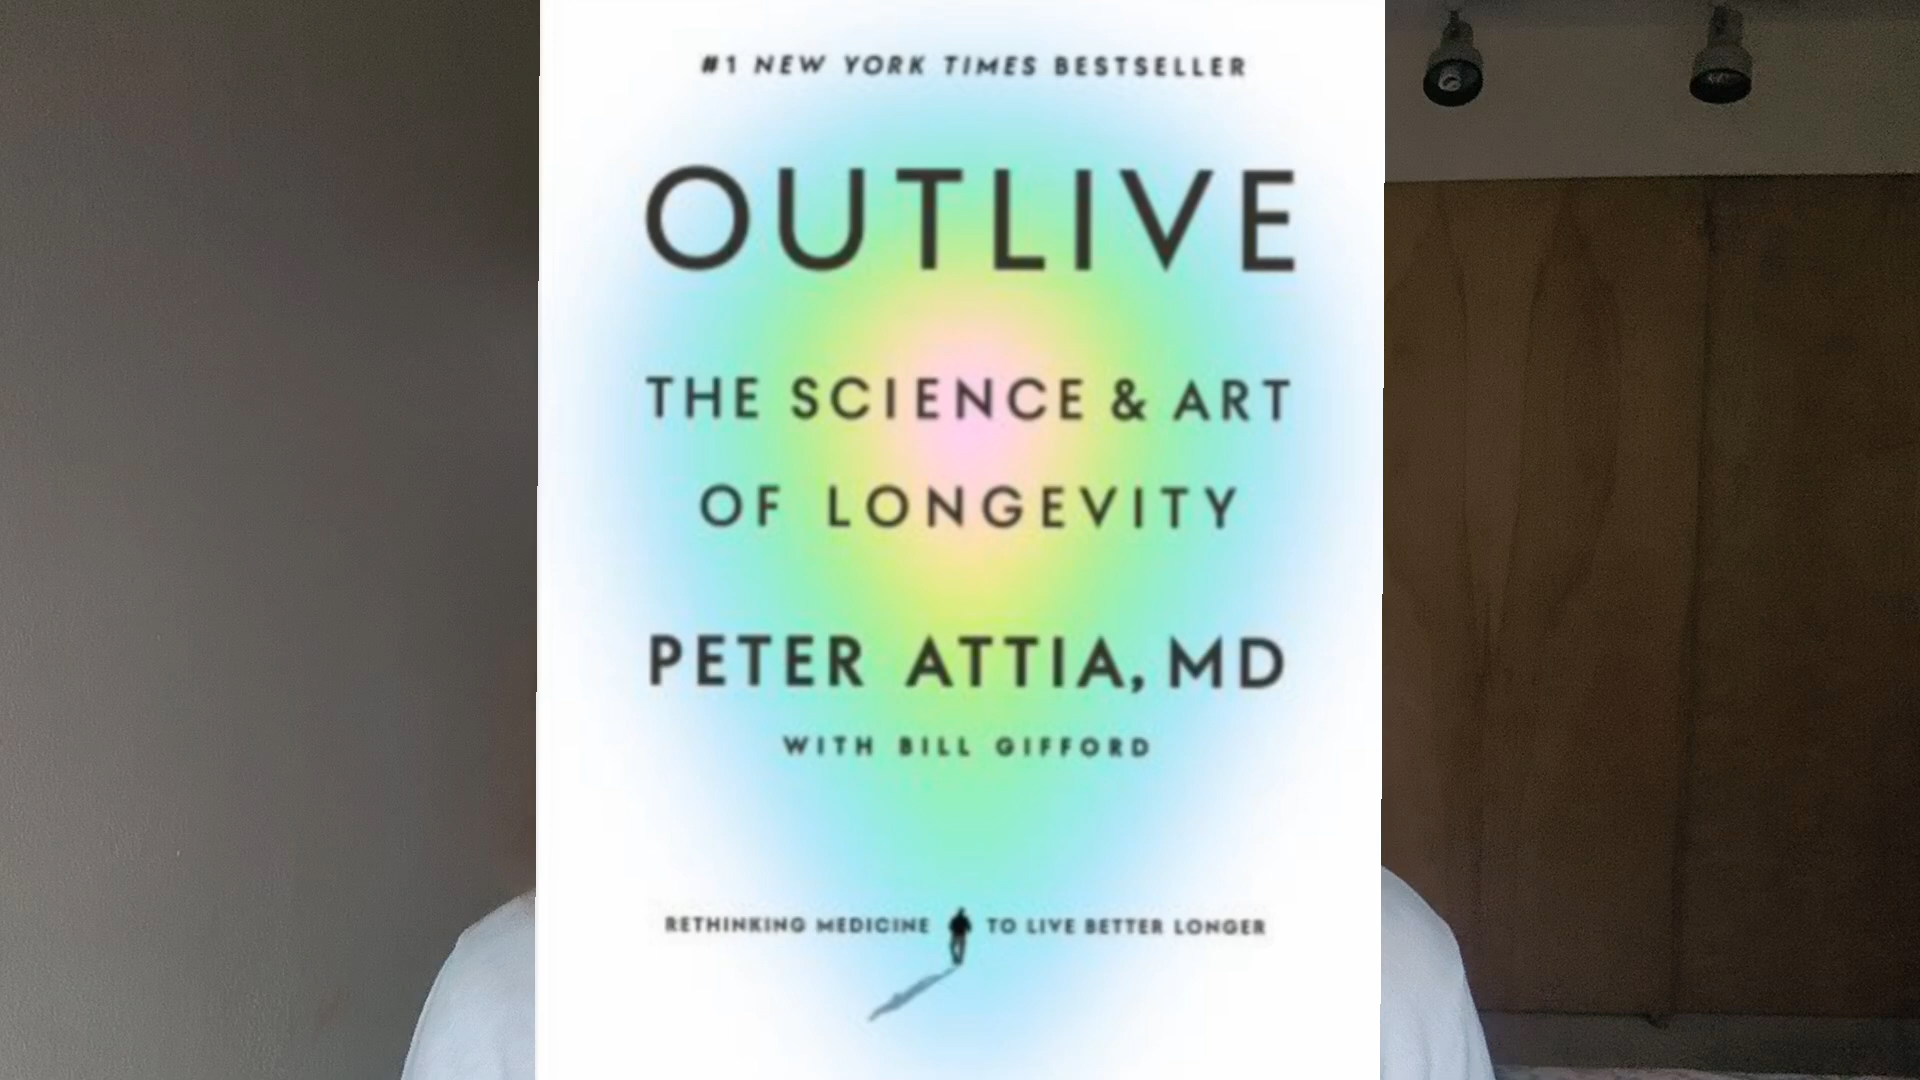 #1 NEW YORK TIMES BESTSELLER
OUTLIVE
THE SCIENCE & ART
OF LONGEVITY
PETER ATTIA, MD
WITH BILL GIFFORD
RETHINKING MEDICINE TO LIVE BETTER LONGER